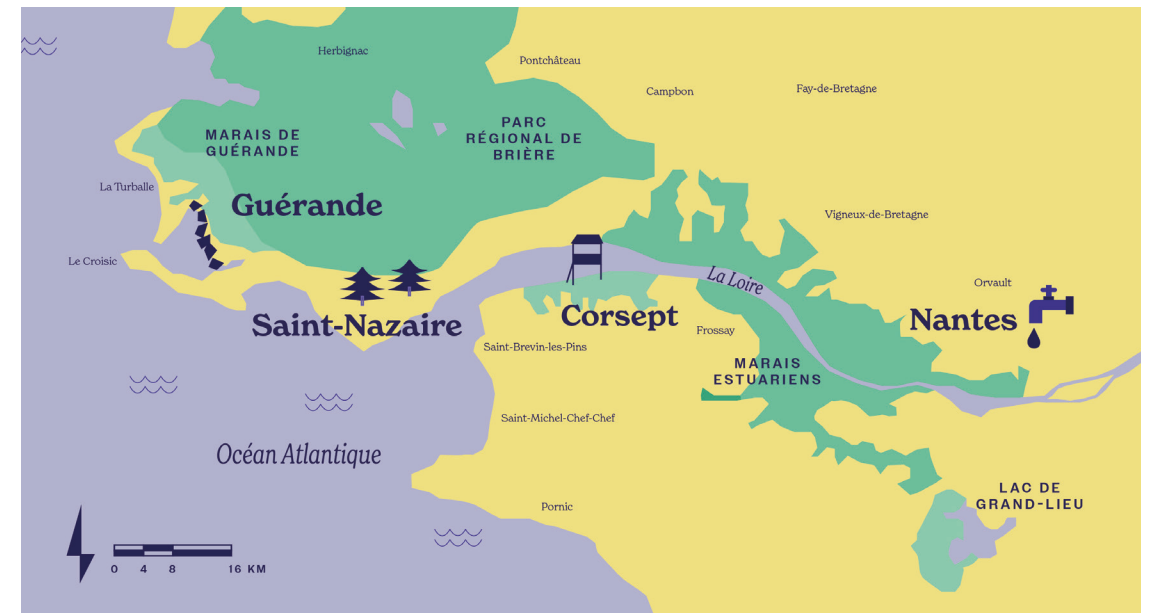 Herbignac
Pontchâteau
Campbon
Fay-de-Bretagne
MARAIS DE
GUÉRANDE
PARC
RÉGIONAL DE
BRIÈRE
La Turballe
Guérande
Vigneux-de-Bretagne
Le Croisic
La Loire
Orvault
Saint-Nazaire
Corsept
Nantes
Frossay
Saint-Brevin-les-Pins
MARAIS
ESTUARIENS
Saint-Michel-Chef-Chef
Océan Atlantique
LAC DE
GRAND-LIEU
Pornic
0 4 8 16 KM